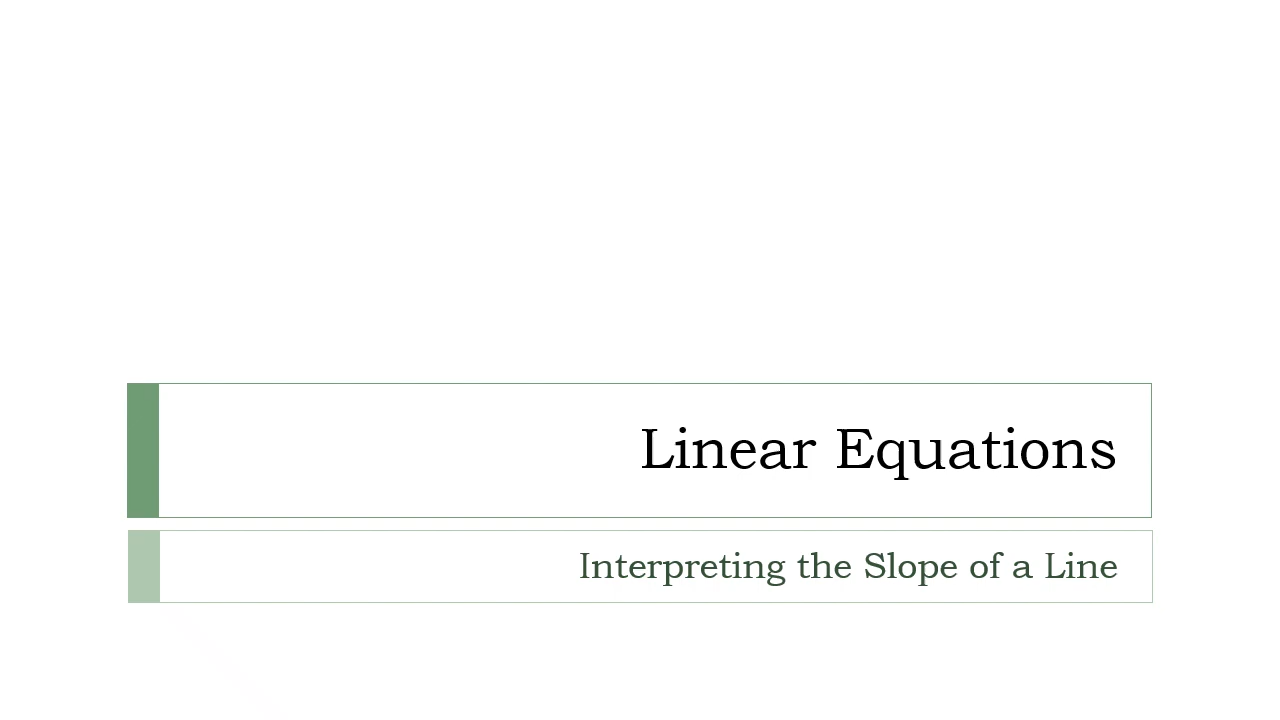 Linear Equations
Interpreting the Slope of a Line